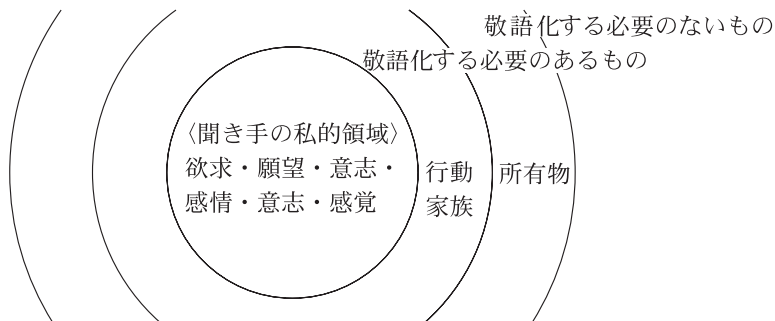 敬語化する必要のないもの
敬語化する必要のあるもの
〈聞き手の私的領域〉
欲求・願望・意志・
感情・意志・感覚
行動
家族
所有物